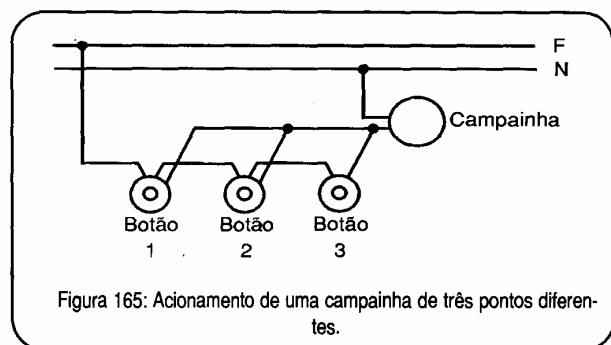 F
N
Campainha
Botão Botão Botão
1 2 3
Figura 165: Acionamento de uma campainha de três pontos diferen-
tes.